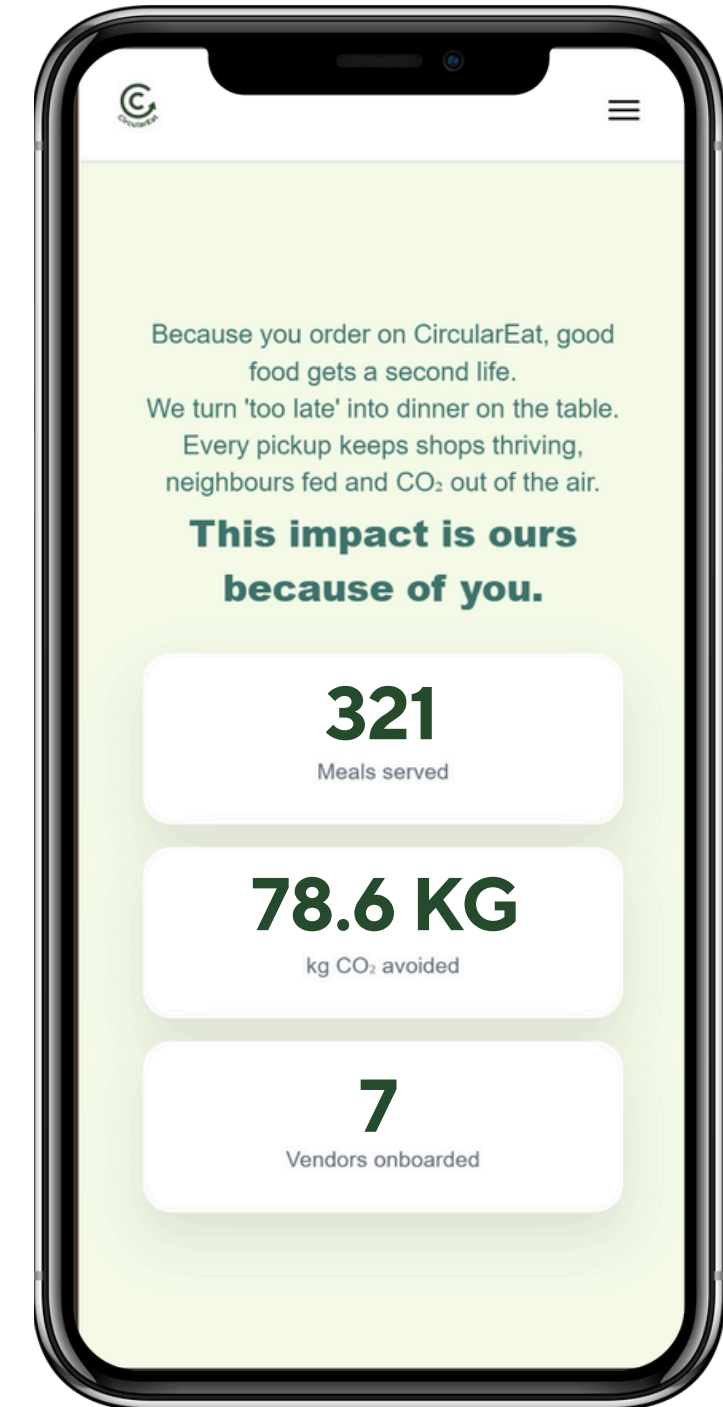 C
CircularEat
Because you order on CircularEat, good
food gets a second life.
We turn 'too late' into dinner on the table.
Every pickup keeps shops thriving,
neighbours fed and CO₂ out of the air.
This impact is ours
because of you.
321
Meals served
78.6 KG
kg CO₂ avoided
7
Vendors onboarded